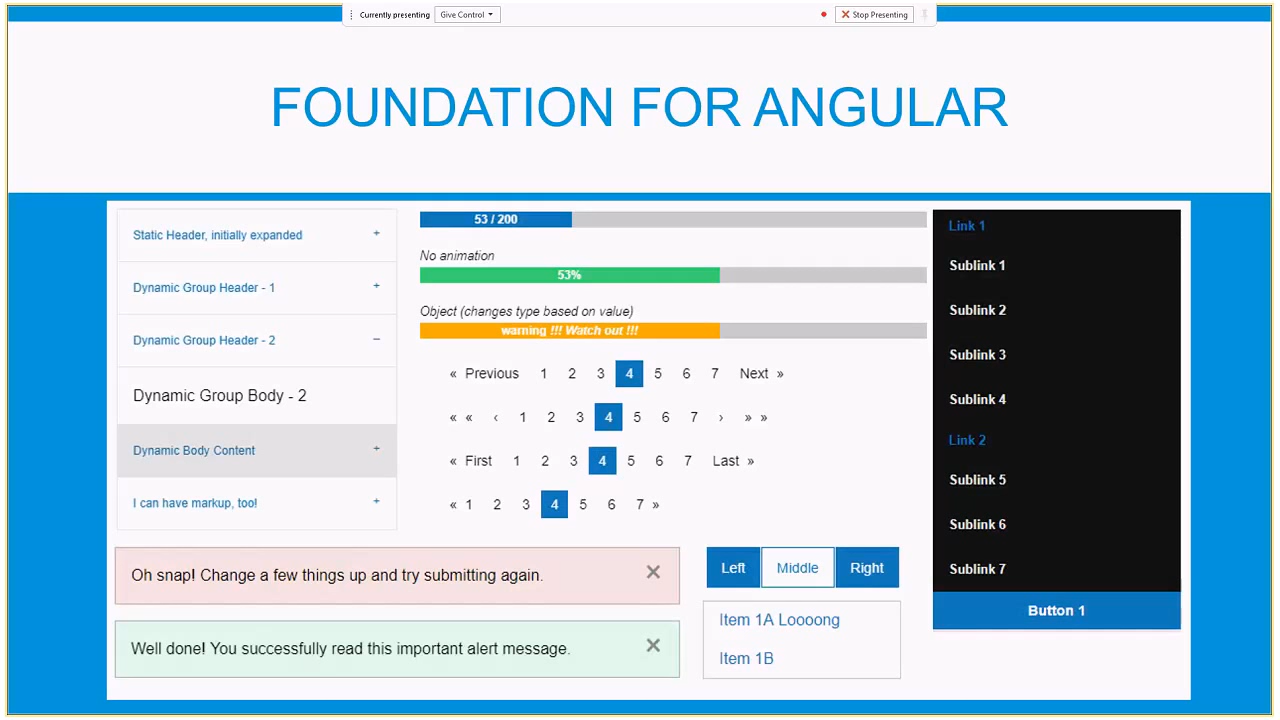 Currently presenting Give Control Stop Presenting
FOUNDATION FOR ANGULAR
Static Header, initially expanded +
Dynamic Group Header - 1 +
Dynamic Group Header - 2 −
Dynamic Group Body - 2
Dynamic Body Content +
I can have markup, too! +
53 / 200
No animation
53%
Object (changes type based on value)
warning !!! Watch out !!!
« Previous 1 2 3 4 5 6 7 Next »
« « ‹ 1 2 3 4 5 6 7 › » »
« First 1 2 3 4 5 6 7 Last »
« 1 2 3 4 5 6 7 »
Oh snap! Change a few things up and try submitting again. ×
Well done! You successfully read this important alert message. ×
Left Middle Right
Item 1A Loooong
Item 1B
Link 1
Sublink 1
Sublink 2
Sublink 3
Sublink 4
Link 2
Sublink 5
Sublink 6
Sublink 7
Button 1